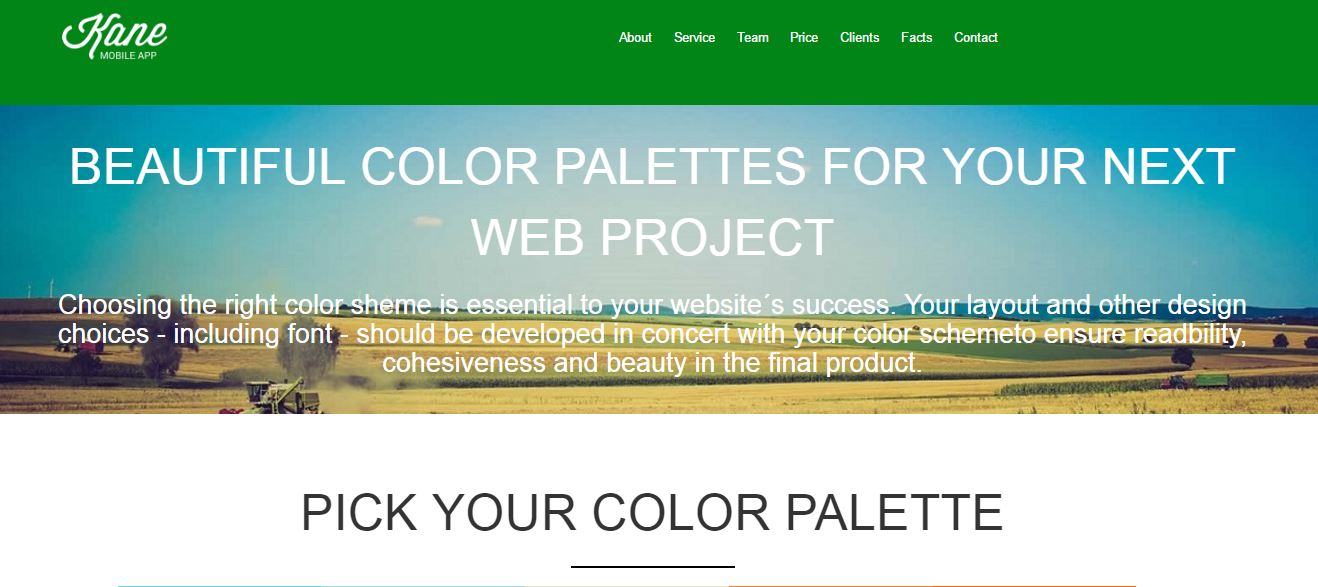 Kane
MOBILE APP
About Service Team Price Clients Facts Contact
BEAUTIFUL COLOR PALETTES FOR YOUR NEXT
WEB PROJECT
Choosing the right color sheme is essential to your website´s success. Your layout and other design
choices - including font - should be developed in concert with your color schemeto ensure readbility,
cohesiveness and beauty in the final product.
PICK YOUR COLOR PALETTE